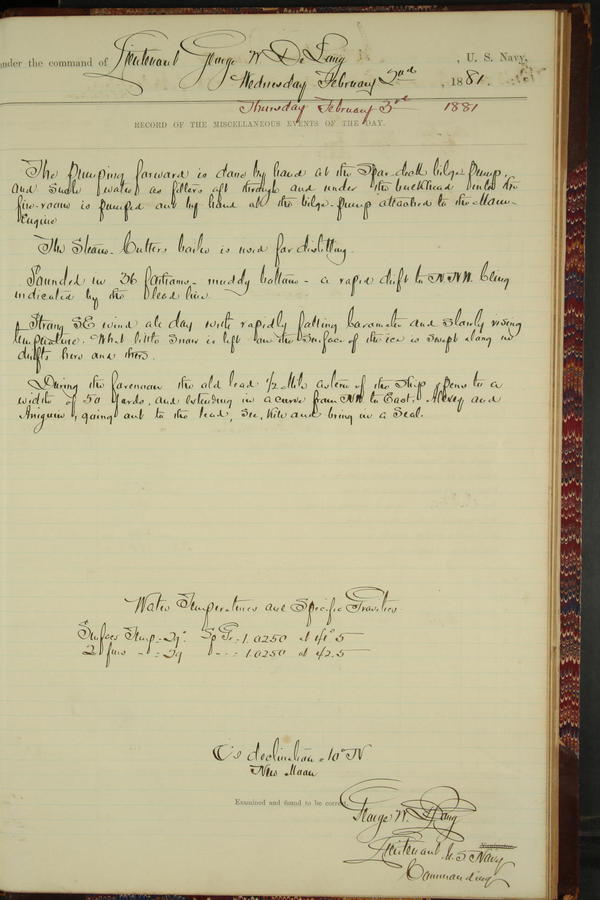 under the command of Lieutenant George W. De Long, U. S. Navy,
Wednesday February 2nd, 1881.
Thursday February 3rd 1881
RECORD OF THE MISCELLANEOUS EVENTS OF THE DAY.
The pumping forward is done by hand at the Spar-deck bilge pump,
and such water as filters aft through and under the bulkhead into the
fire-room is pumped out by hand at the bilge-pump attached to the Main-
Engine
The Steam-Cutters boiler is used for distilling.
Sounded in 36 fathoms - muddy bottom - a rapid drift to NNW. being
indicated by the lead line.
Strong SE wind all day with rapidly falling barometer and slowly rising
temperature. What little snow is left on the surface of the ice is swept along in
drifts here and there.
During the forenoon the old lead 1/2 Mile astern of the Ship, opens to a
width of 50 yards, and extending in a curve from NW to East. Alexey and
Aniguin, going out to the lead, see, kill and bring in a Seal.
Water Temperatures and Specific Gravities
Surface Temp = 29°. Sp Gr = 1.0250 at 41°.5
2 fms - = 29 - - = 1.0250 at 42.5
☾'s declination = 10° N
New Moon
Examined and found to be correct.
George W. De Long
Navigator.
Lieutenant U.S Navy
Commanding